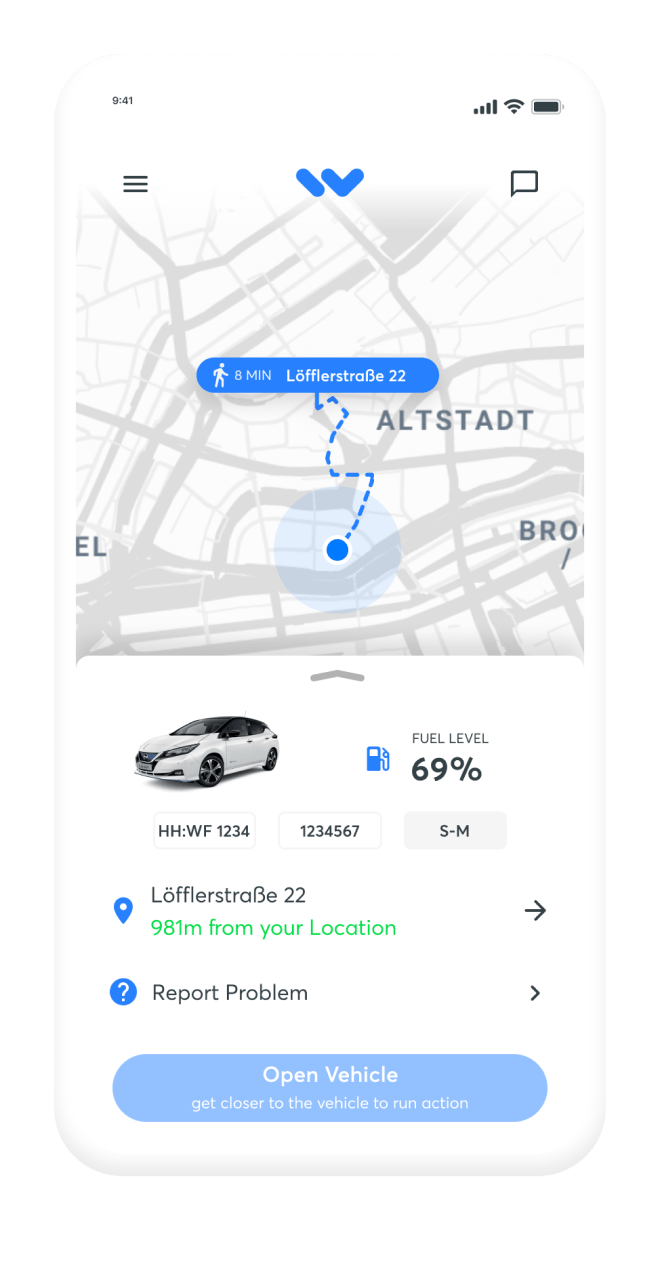 9:41
8 MIN Löfflerstraße 22
ALTSTADT
EL
BRO
/
FUEL LEVEL
69%
HH:WF 1234
1234567
S-M
Löfflerstraße 22
981m from your Location
Report Problem
Open Vehicle
get closer to the vehicle to run action